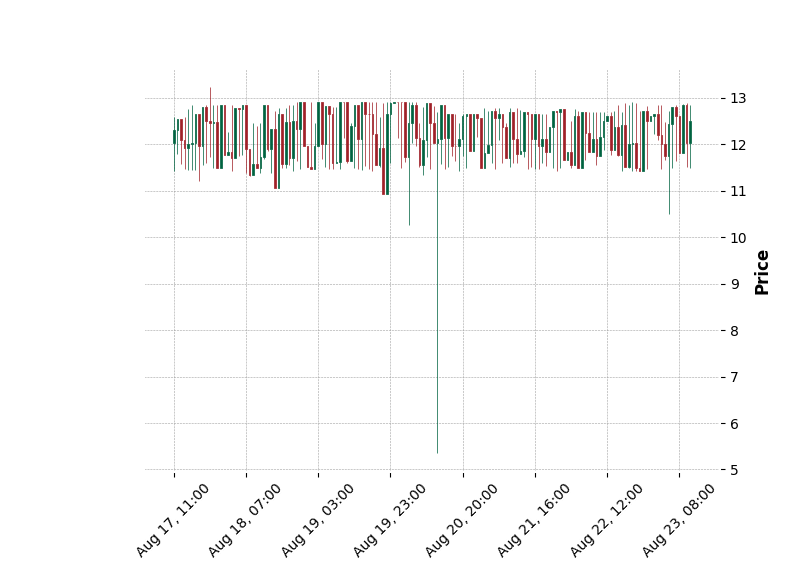 13
12
11
10
9
8
7
6
5
Price
Aug 17, 11:00
Aug 18, 07:00
Aug 19, 03:00
Aug 19, 23:00
Aug 20, 20:00
Aug 21, 16:00
Aug 22, 12:00
Aug 23, 08:00